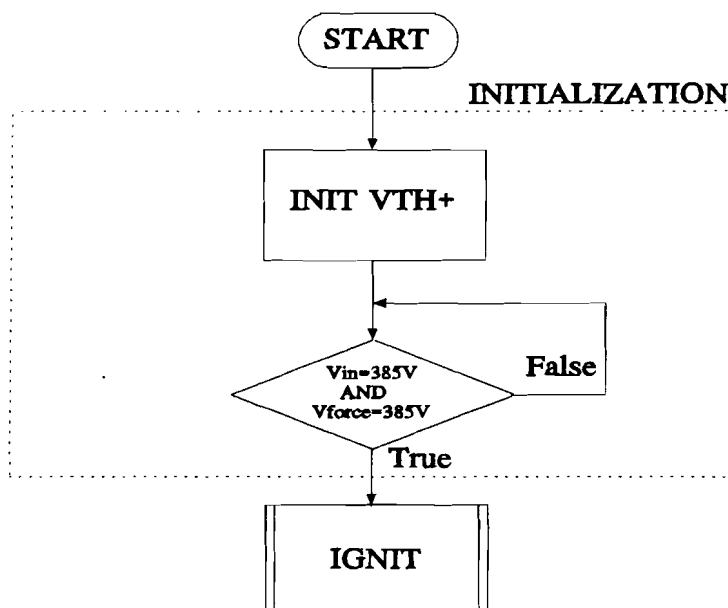 START
INITIALIZATION
INIT VTH+
Vin=385V
AND
Vforce=385V
False
True
IGNIT